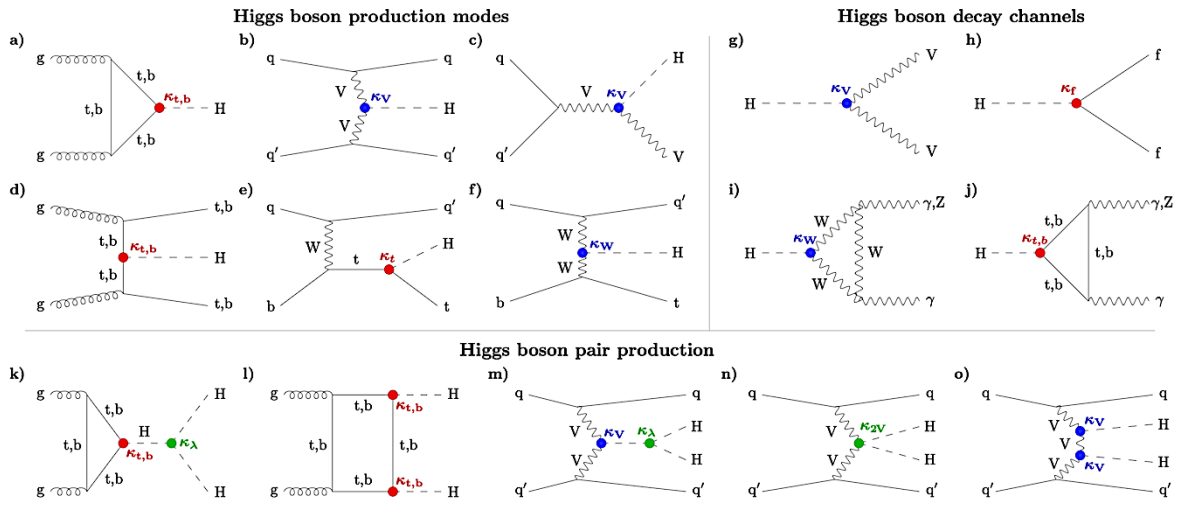 Higgs boson production modes
Higgs boson decay channels
a)
g
t,b
t,b
t,b
κt,b
H
g
b)
q
q
V
κV
H
V
q′
q′
c)
q
H
V
κV
q′
V
g)
V
κV
H
V
h)
f
κf
H
f
d)
g
t,b
t,b
κt,b
H
t,b
g
t,b
e)
q
q′
W
H
t
κt
b
t
f)
q
q′
W
κW
H
W
b
t
i)
γ,Z
W
κW
H
W
W
γ
j)
γ,Z
t,b
κt,b
H
t,b
t,b
γ
Higgs boson pair production
k)
g
H
t,b
t,b
H
κλ
κt,b
t,b
g
H
l)
g
H
t,b
κt,b
t,b
t,b
κt,b
g
H
m)
q
q
V
κV
κλ
H
V
H
q′
q′
n)
q
q
κ2V
H
V
V
H
q′
q′
o)
q
q
V
κV
H
V
V
κV
H
q′
q′